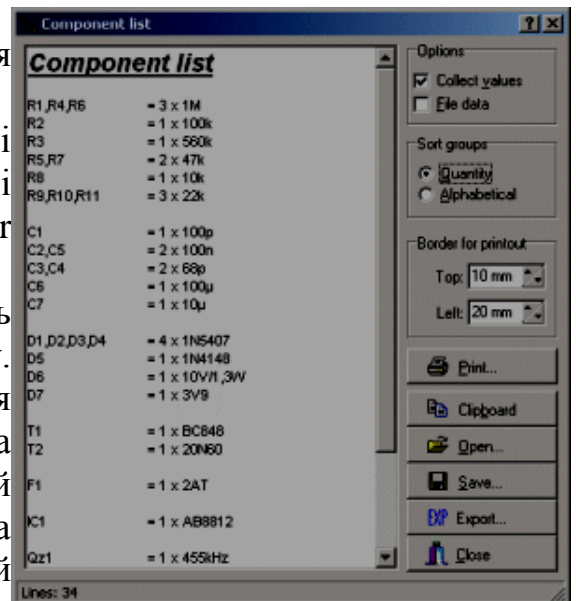 Component list
Component list
R1,R4,R6 = 3 x 1M
R2 = 1 x 100k
R3 = 1 x 560k
R5,R7 = 2 x 47k
R8 = 1 x 10k
R9,R10,R11 = 3 x 22k
C1 = 1 x 100p
C2,C5 = 2 x 100n
C3,C4 = 2 x 68p
C6 = 1 x 100µ
C7 = 1 x 10µ
D1,D2,D3,D4 = 4 x 1N5407
D5 = 1 x 1N4148
D6 = 1 x 10V/1,3W
D7 = 1 x 3V9
T1 = 1 x BC848
T2 = 1 x 20N60
F1 = 1 x 2AT
IC1 = 1 x AB8812
Qz1 = 1 x 455kHz
Lines: 34
Options
Collect values
File data
Sort groups
Quantity
Alphabetical
Border for printout
Top: 10 mm
Left: 20 mm
Print...
Clipboard
Open...
Save...
EXP Export...
Close
я
і
і
r
ь
.
я
а
й
а
й